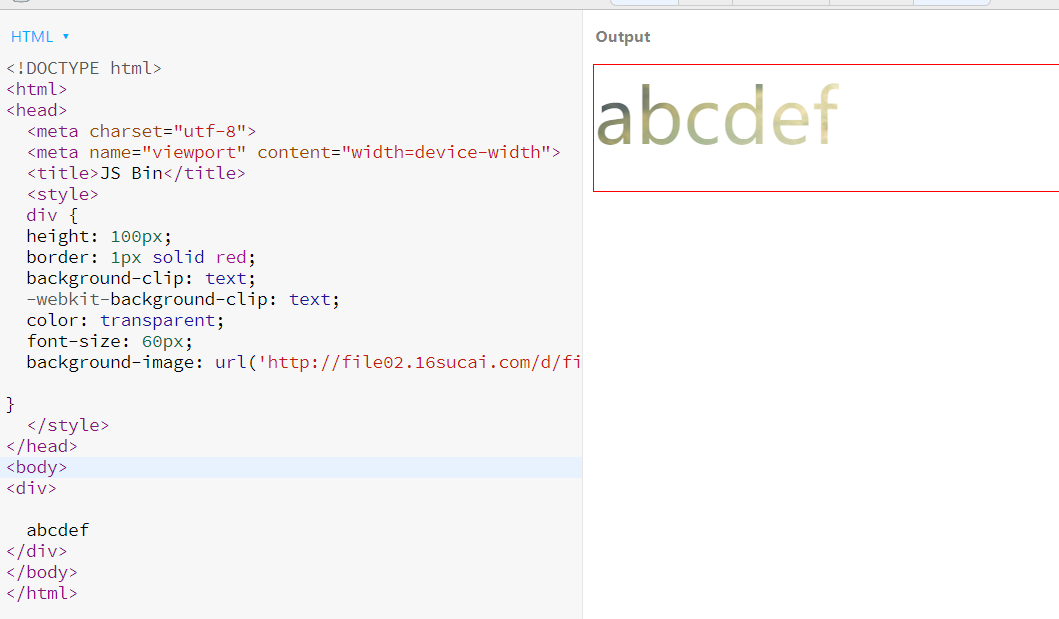 HTML ▾
<!DOCTYPE html>
<html>
<head>
<meta charset="utf-8">
<meta name="viewport" content="width=device-width">
<title>JS Bin</title>
<style>
div {
height: 100px;
border: 1px solid red;
background-clip: text;
-webkit-background-clip: text;
color: transparent;
font-size: 60px;
background-image: url('http://file02.16sucai.com/d/fi
}
</style>
</head>
<body>
<div>
abcdef
</div>
</body>
</html>
Output
abcdef